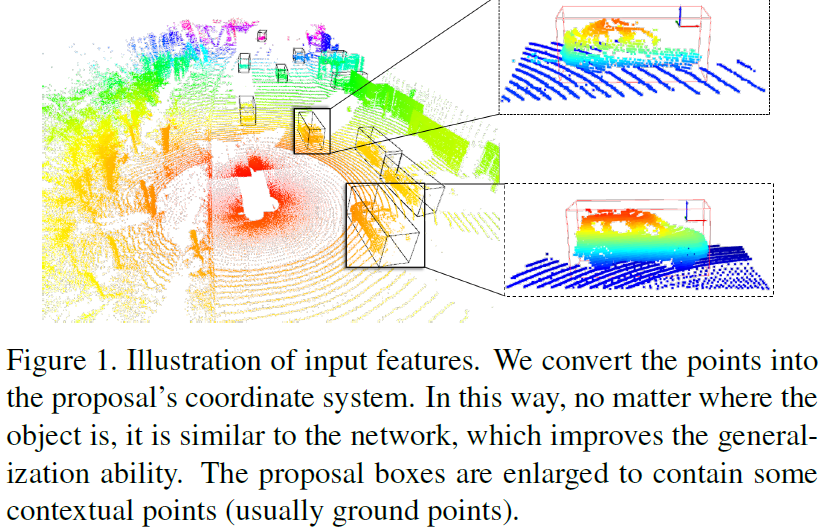 Figure 1. Illustration of input features. We convert the points into
the proposal's coordinate system. In this way, no matter where the
object is, it is similar to the network, which improves the general-
ization ability. The proposal boxes are enlarged to contain some
contextual points (usually ground points).